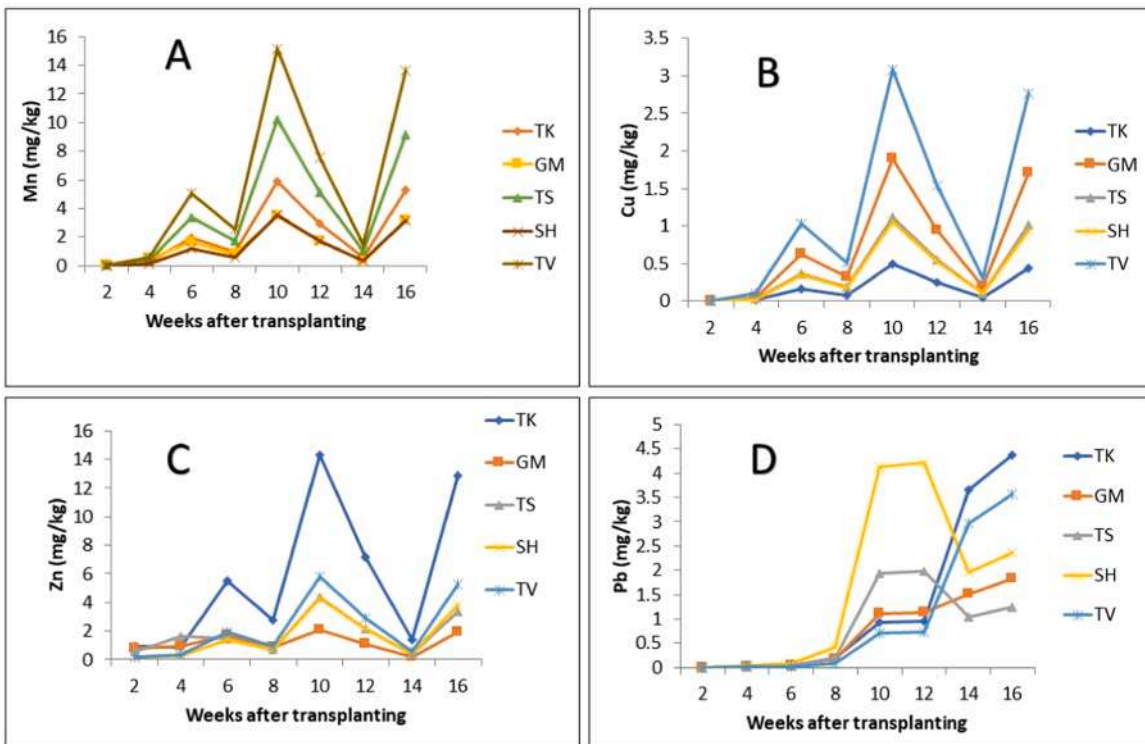 A
Mn (mg/kg)
16
14
12
10
8
6
4
2
0
2 4 6 8 10 12 14 16
Weeks after transplanting
TK
GM
TS
SH
TV
B
Cu (mg/kg)
3.5
3
2.5
2
1.5
1
0.5
0
2 4 6 8 10 12 14 16
Weeks after transplanting
TK
GM
TS
SH
TV
C
Zn (mg/kg)
16
14
12
10
8
6
4
2
0
2 4 6 8 10 12 14 16
Weeks after transplanting
TK
GM
TS
SH
TV
D
Pb (mg/kg)
5
4.5
4
3.5
3
2.5
2
1.5
1
0.5
0
2 4 6 8 10 12 14 16
Weeks after transplanting
TK
GM
TS
SH
TV